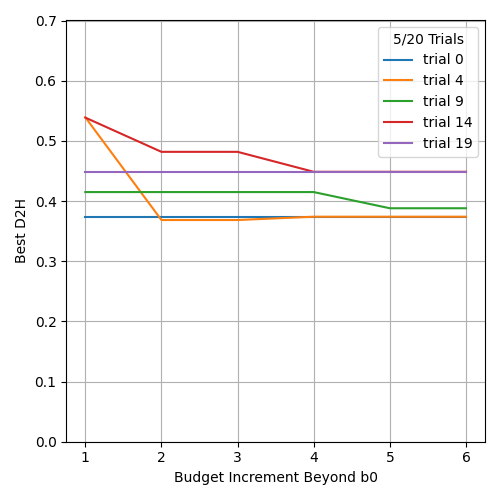 0.7
0.6
0.5
0.4
0.3
0.2
0.1
0.0
Best D2H
5/20 Trials
trial 0
trial 4
trial 9
trial 14
trial 19
1 2 3 4 5 6
Budget Increment Beyond b0